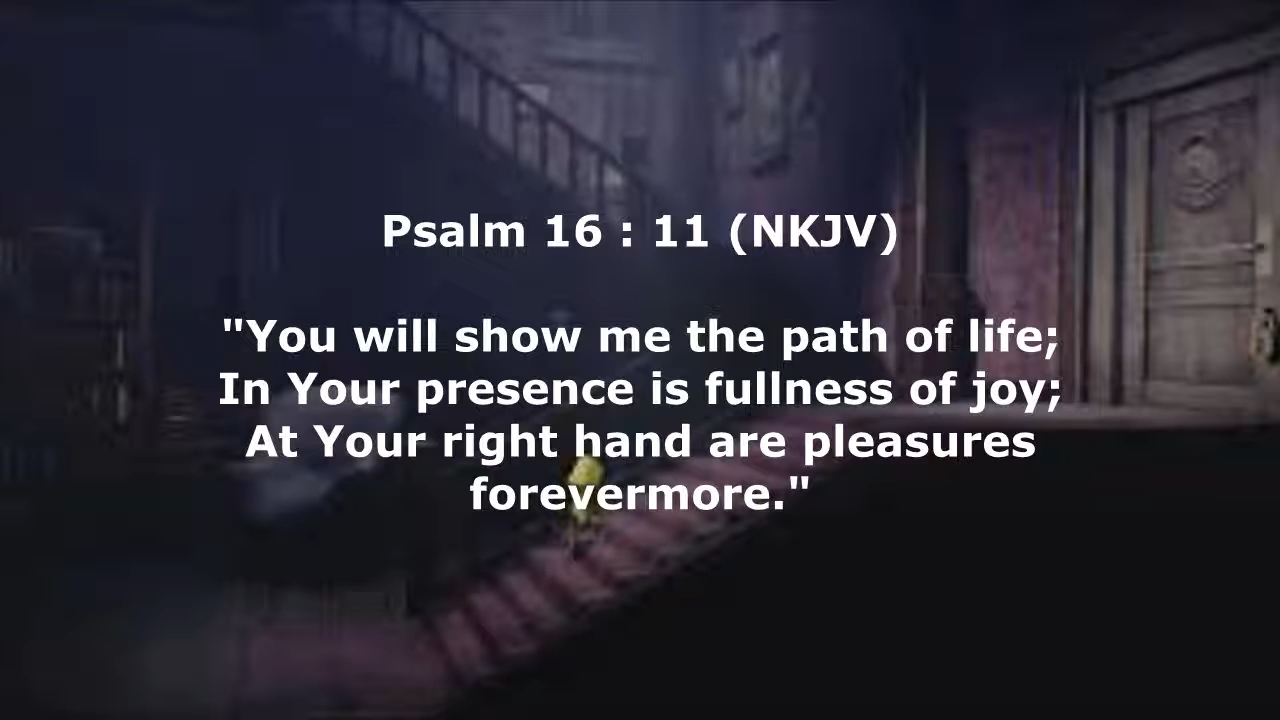 Psalm 16 : 11 (NKJV)
"You will show me the path of life;
In Your presence is fullness of joy;
At Your right hand are pleasures
forevermore."